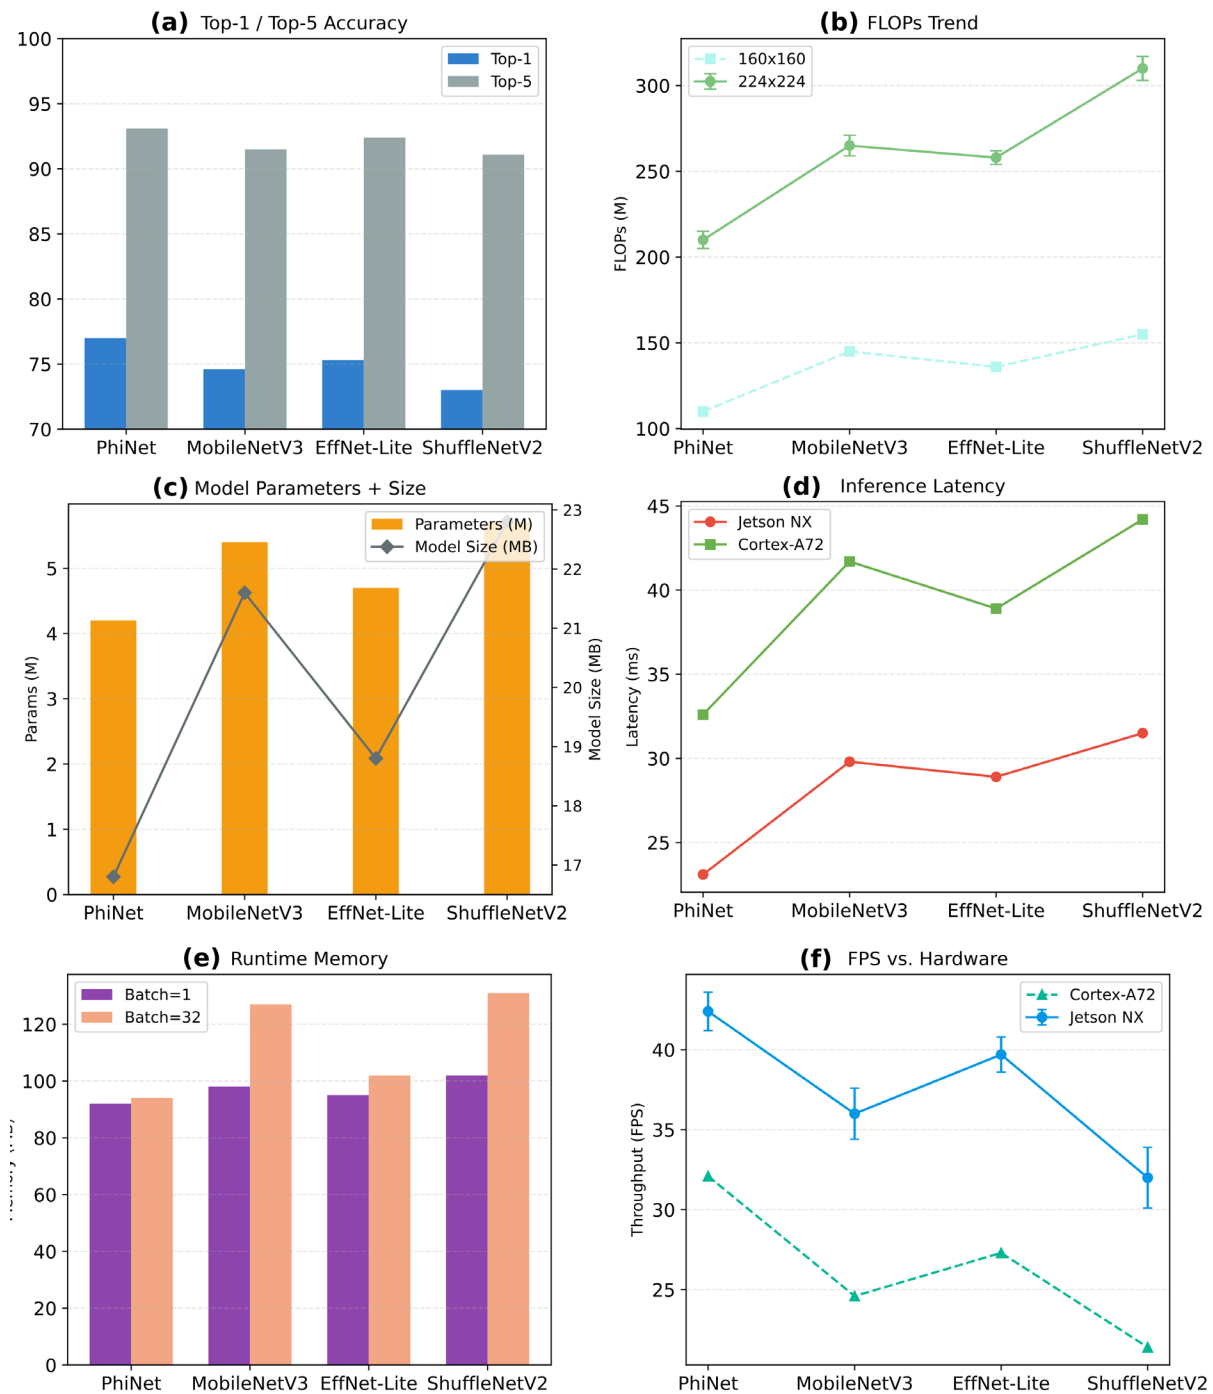 (a) Top-1 / Top-5 Accuracy
100
95
90
85
80
75
70
Top-1
Top-5
PhiNet MobileNetV3 EffNet-Lite ShuffleNetV2
(b) FLOPs Trend
FLOPs (M)
300
250
200
150
100
160x160
224x224
PhiNet MobileNetV3 EffNet-Lite ShuffleNetV2
(c) Model Parameters + Size
Params (M)
5
4
3
2
1
0
Parameters (M)
Model Size (MB)
23
22
21
20
19
18
17
Model Size (MB)
PhiNet MobileNetV3 EffNet-Lite ShuffleNetV2
(d) Inference Latency
Latency (ms)
45
40
35
30
25
Jetson NX
Cortex-A72
PhiNet MobileNetV3 EffNet-Lite ShuffleNetV2
(e) Runtime Memory
120
100
80
60
40
20
0
Batch=1
Batch=32
PhiNet MobileNetV3 EffNet-Lite ShuffleNetV2
(f) FPS vs. Hardware
Throughput (FPS)
40
35
30
25
Cortex-A72
Jetson NX
PhiNet MobileNetV3 EffNet-Lite ShuffleNetV2